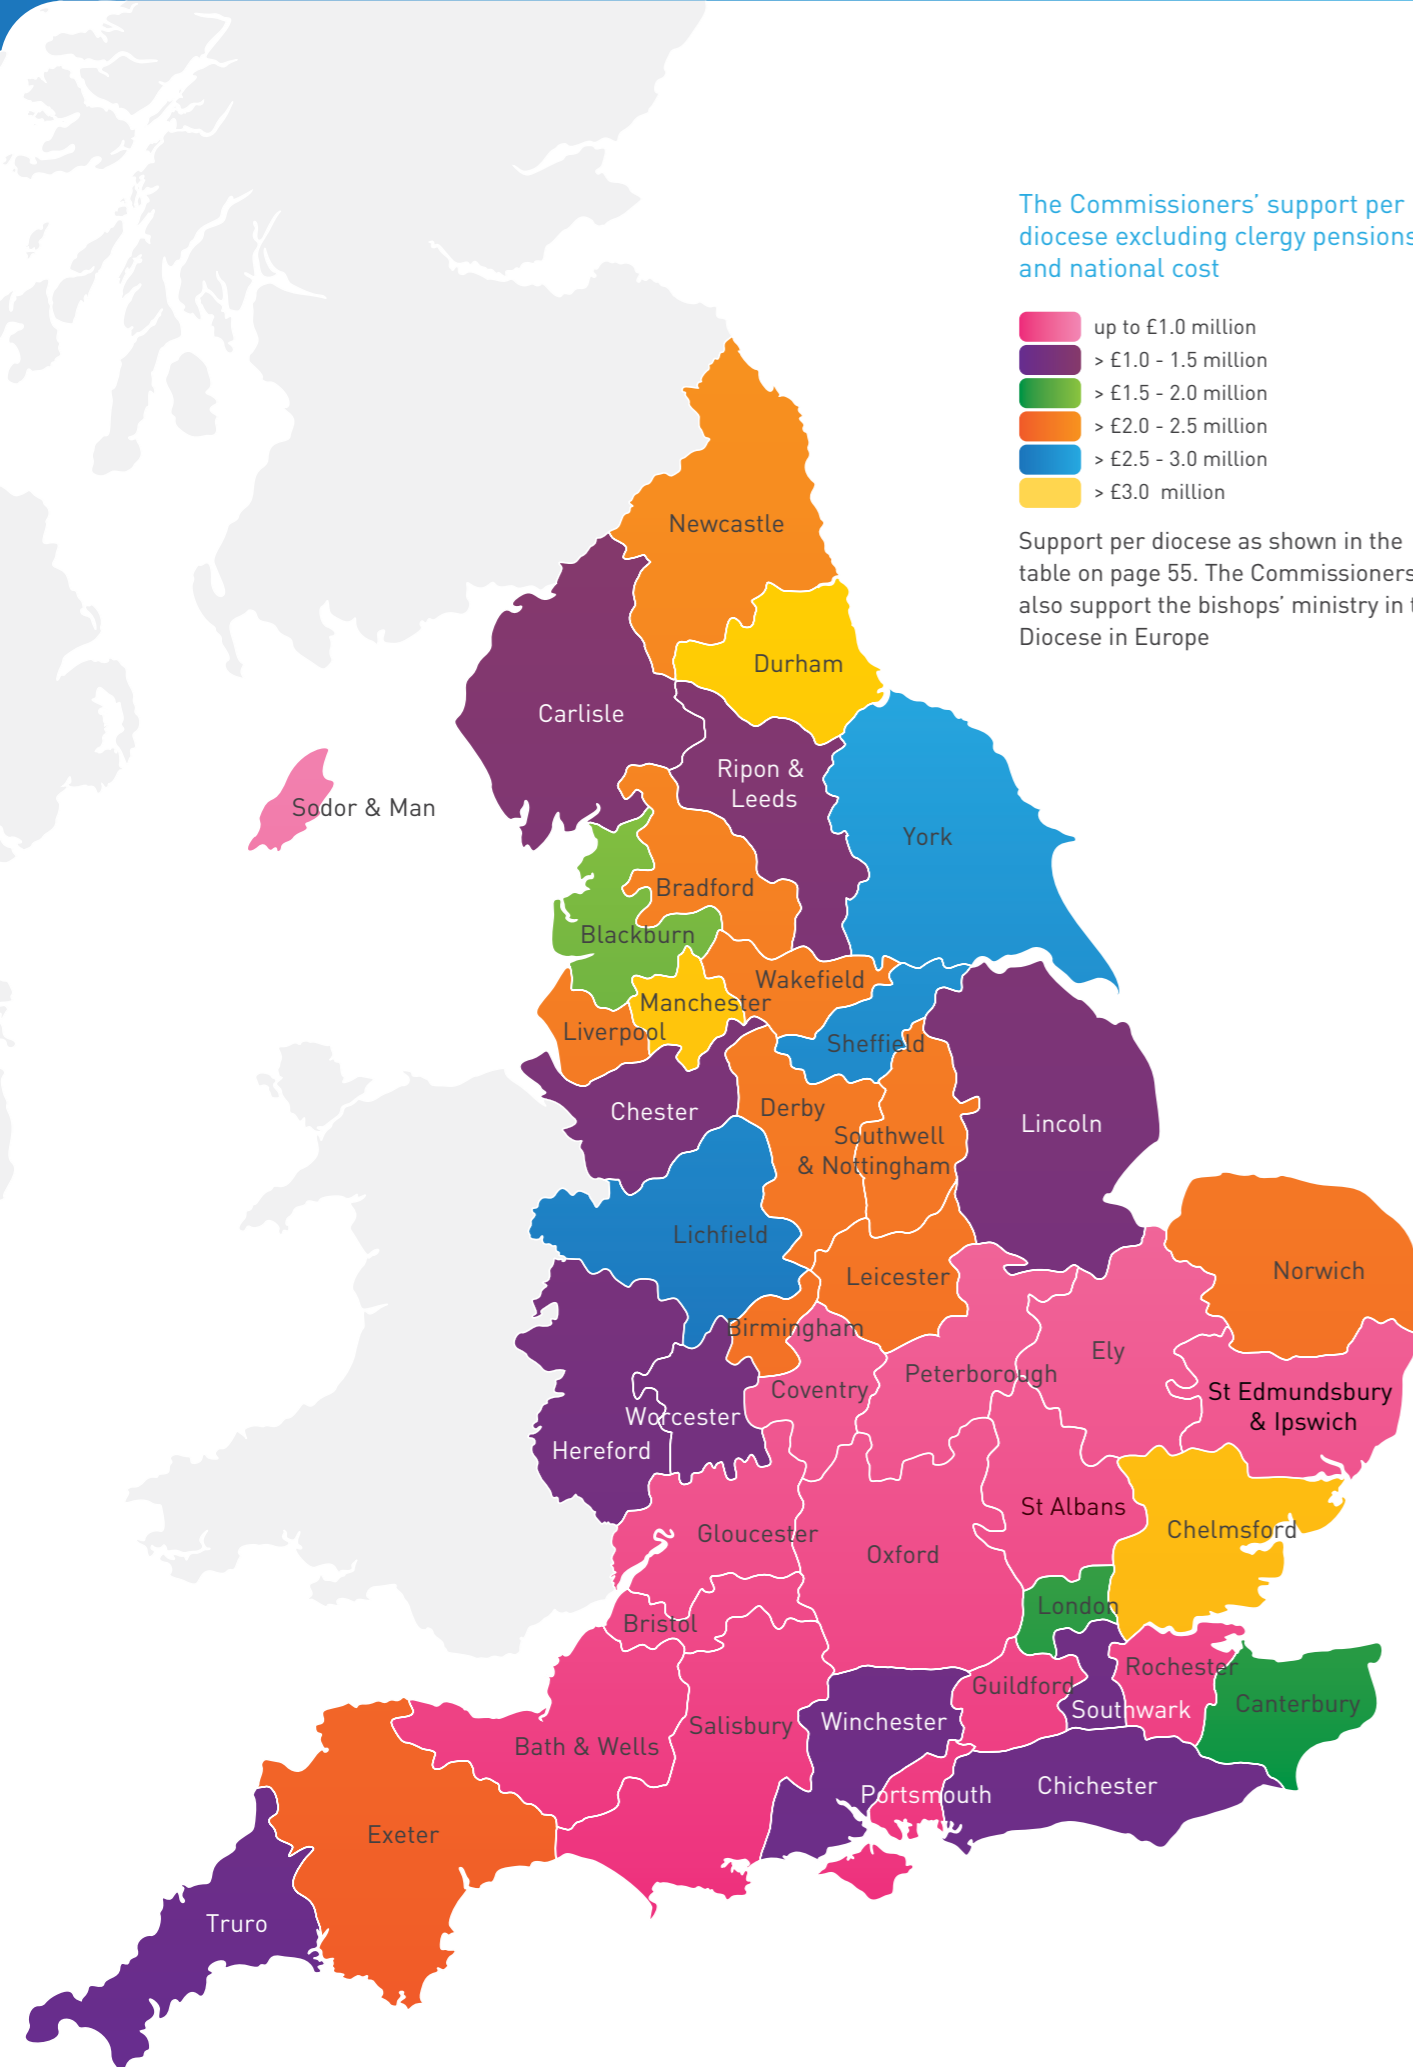 The Commissioners’ support per
diocese excluding clergy pensions
and national cost
up to £1.0 million
> £1.0 - 1.5 million
> £1.5 - 2.0 million
> £2.0 - 2.5 million
> £2.5 - 3.0 million
> £3.0 million
Support per diocese as shown in the
table on page 55. The Commissioners
also support the bishops’ ministry in
Diocese in Europe
Newcastle
Durham
Carlisle
Ripon &
Leeds
Sodor & Man
York
Bradford
Blackburn
Wakefield
Manchester
Liverpool
Sheffield
Chester
Derby
Lincoln
Southwell
& Nottingham
Lichfield
Leicester
Norwich
Birmingham
Ely
Peterborough
Coventry
St Edmundsbury
& Ipswich
Worcester
Hereford
St Albans
Gloucester
Chelmsford
Oxford
London
Bristol
Rochester
Guildford
Canterbury
Southwark
Salisbury
Winchester
Bath & Wells
Chichester
Portsmouth
Exeter
Truro